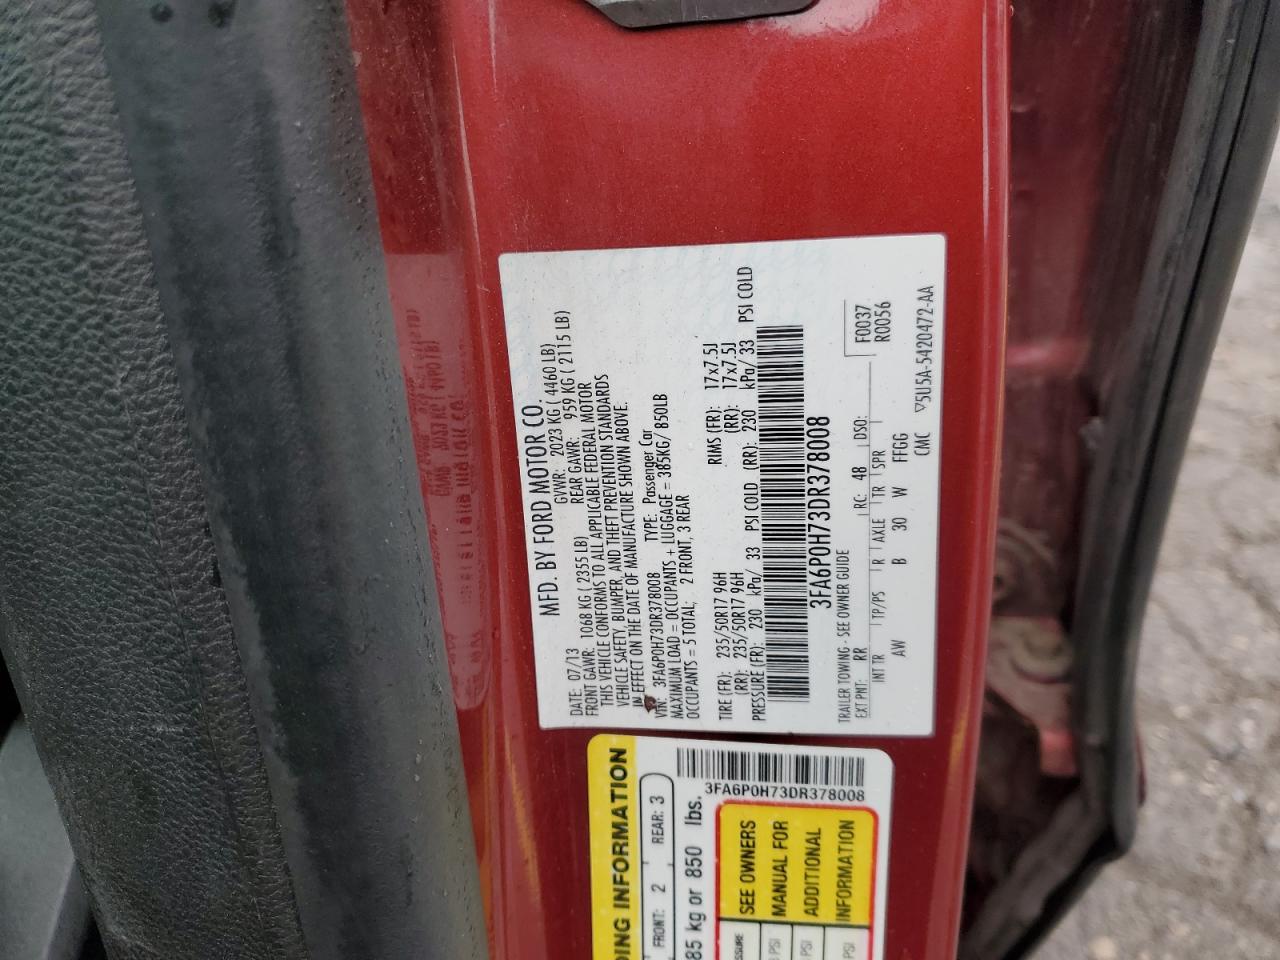 MFD. BY FORD MOTOR CO.
DATE: 07/13 GVWR: 2023 KG ( 4460 LB)
FRONT GAWR: 1068 KG ( 2355 LB) REAR GAWR: 959 KG ( 2115 LB)
THIS VEHICLE CONFORMS TO ALL APPLICABLE FEDERAL MOTOR
VEHICLE SAFETY, BUMPER, AND THEFT PREVENTION STANDARDS
IN EFFECT ON THE DATE OF MANUFACTURE SHOWN ABOVE.
VIN: 3FA6P0H73DR378008 TYPE: Passenger Car
MAXIMUM LOAD = OCCUPANTS + LUGGAGE = 385KG/ 850LB
OCCUPANTS = 5 TOTAL; 2 FRONT, 3 REAR
TIRE (FR): 235/50R17 96H RIMS (FR): 17x7.5J
(RR): 235/50R17 96H (RR): 17x7.5J
PRESSURE (FR): 230 kPa/ 33 PSI COLD (RR): 230 kPa/ 33 PSI COLD
3FA6P0H73DR378008
F0037
R0056
TRAILER TOWING - SEE OWNER GUIDE
EXT PNT: RR RC: 48 DSO:
INT TR TP/PS R AXLE TR SPR
AW B 30 W FFGG
CMC ▽5U5A-5420472-AA
3FA6P0H73DR378008
DING INFORMATION
FRONT: 2 REAR: 3
85 kg or 850 lbs.
SEE OWNERS
MANUAL FOR
ADDITIONAL
INFORMATION
SSURE
PSI
PSI
PSI